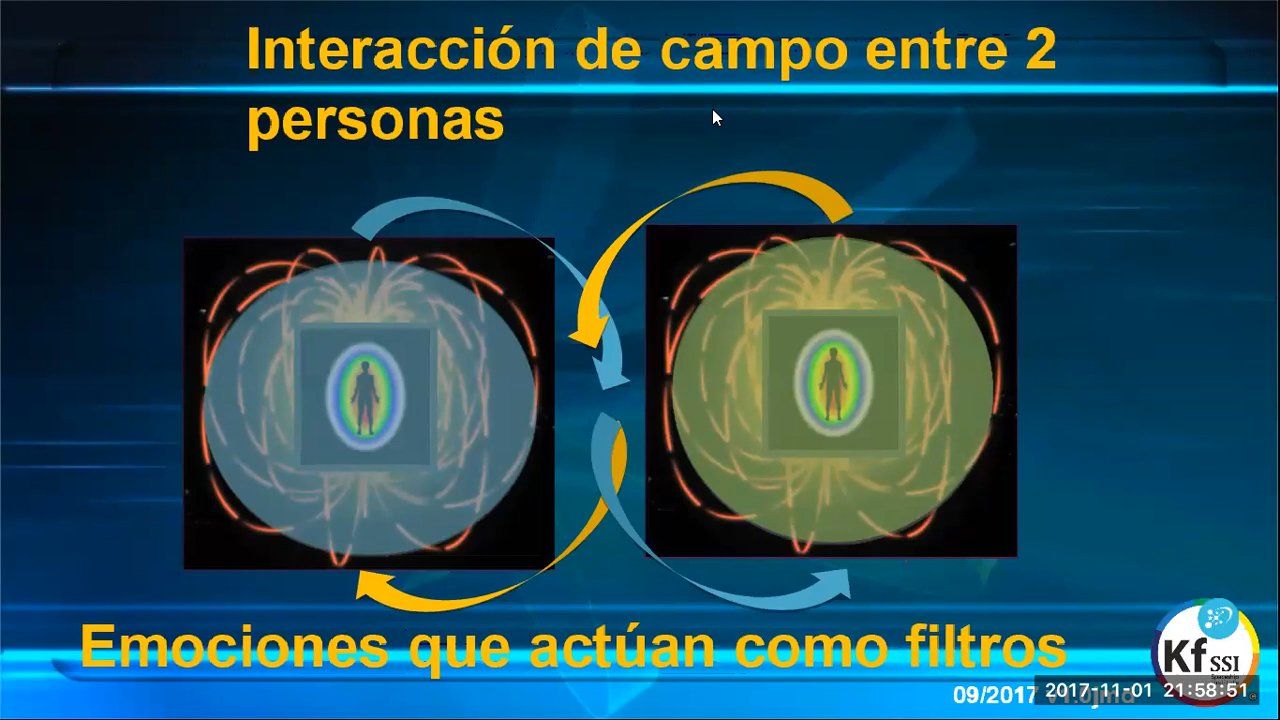 Interacción de campo entre 2
personas
Emociones que actúan como filtros
Kf SSI
Spaceship
09/2017
2017-11-01 21:58:51